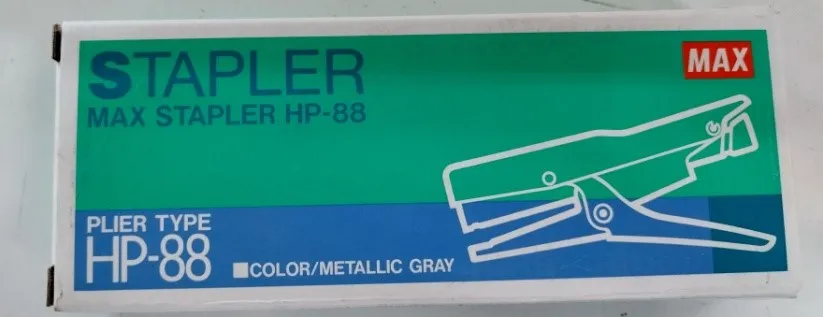 STAPLER
MAX
MAX STAPLER HP-88
PLIER TYPE
HP-88
COLOR/METALLIC GRAY